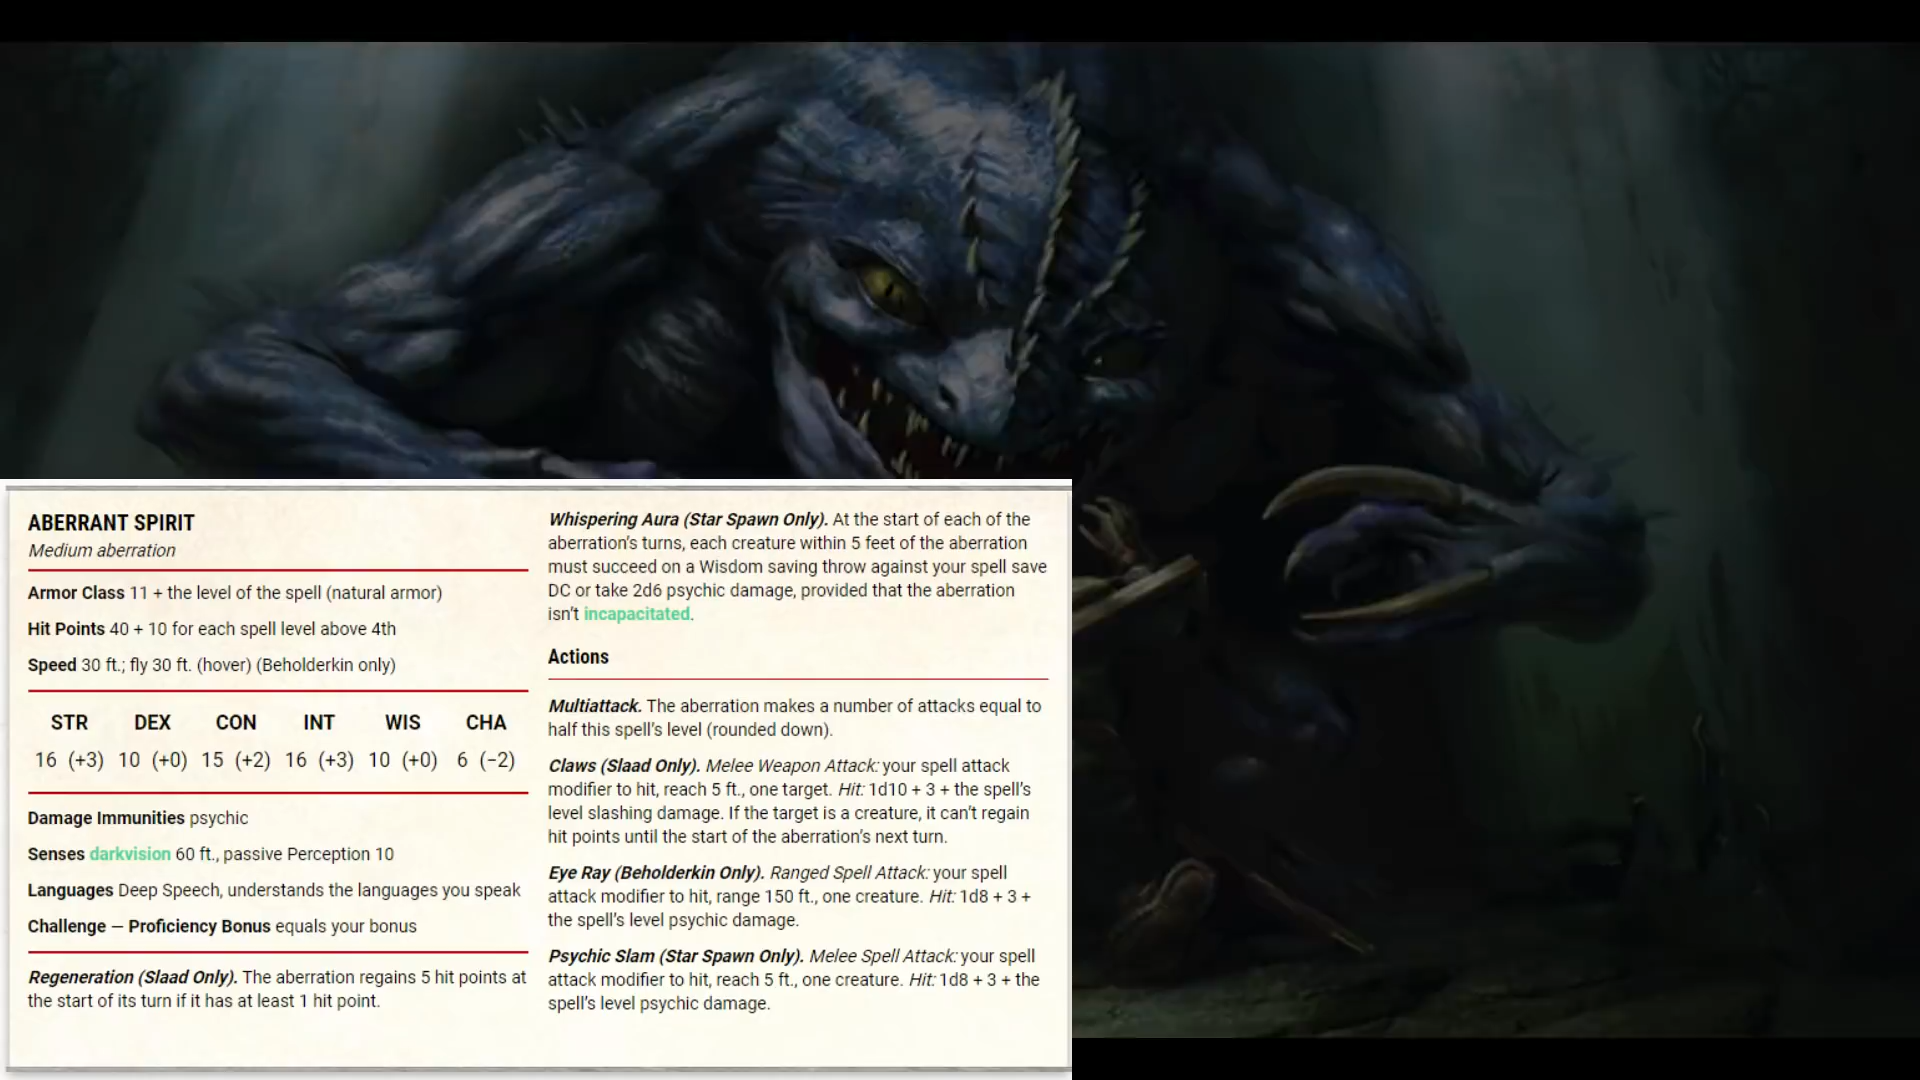 ABERRANT SPIRIT
Medium aberration
Armor Class 11 + the level of the spell (natural armor)
Hit Points 40 + 10 for each spell level above 4th
Speed 30 ft.; fly 30 ft. (hover) (Beholderkin only)
STR DEX CON INT WIS CHA
16 (+3) 10 (+0) 15 (+2) 16 (+3) 10 (+0) 6 (−2)
Damage Immunities psychic
Senses darkvision 60 ft., passive Perception 10
Languages Deep Speech, understands the languages you speak
Challenge — Proficiency Bonus equals your bonus
Regeneration (Slaad Only). The aberration regains 5 hit points at
the start of its turn if it has at least 1 hit point.
Whispering Aura (Star Spawn Only). At the start of each of the
aberration’s turns, each creature within 5 feet of the aberration
must succeed on a Wisdom saving throw against your spell save
DC or take 2d6 psychic damage, provided that the aberration
isn’t incapacitated.
Actions
Multiattack. The aberration makes a number of attacks equal to
half this spell’s level (rounded down).
Claws (Slaad Only). Melee Weapon Attack: your spell attack
modifier to hit, reach 5 ft., one target. Hit: 1d10 + 3 + the spell’s
level slashing damage. If the target is a creature, it can’t regain
hit points until the start of the aberration’s next turn.
Eye Ray (Beholderkin Only). Ranged Spell Attack: your spell
attack modifier to hit, range 150 ft., one creature. Hit: 1d8 + 3 +
the spell’s level psychic damage.
Psychic Slam (Star Spawn Only). Melee Spell Attack: your spell
attack modifier to hit, reach 5 ft., one creature. Hit: 1d8 + 3 + the
spell’s level psychic damage.